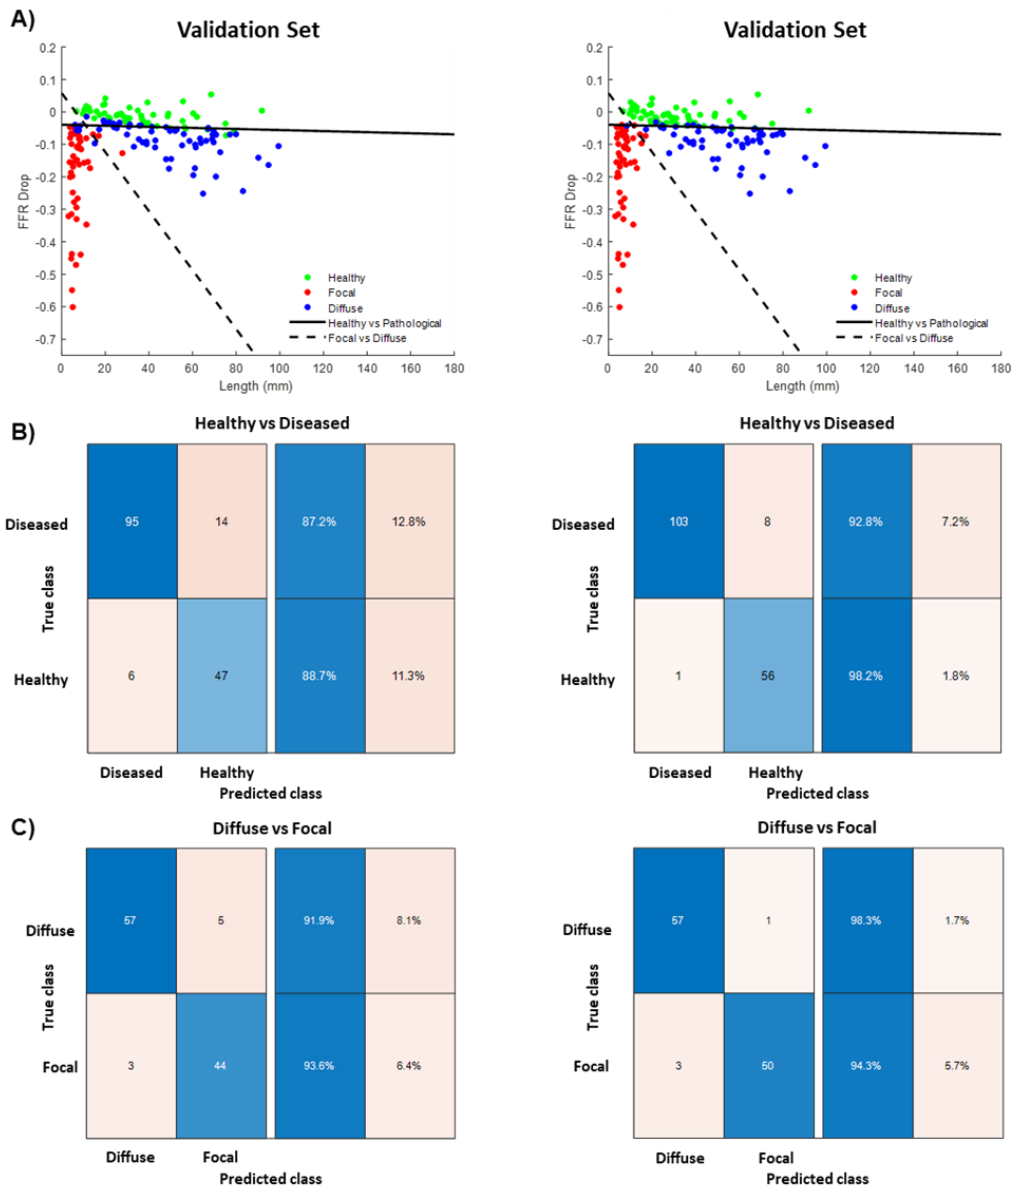 A)
Validation Set
0.2
0.1
0
-0.1
-0.2
-0.3
-0.4
-0.5
-0.6
-0.7
FFR Drop
0 20 40 60 80 100 120 140 160 180
Length (mm)
Healthy
Focal
Diffuse
Healthy vs Pathological
Focal vs Diffuse
Validation Set
0.2
0.1
0
-0.1
-0.2
-0.3
-0.4
-0.5
-0.6
-0.7
FFR Drop
0 20 40 60 80 100 120 140 160 180
Length (mm)
Healthy
Focal
Diffuse
Healthy vs Pathological
Focal vs Diffuse
B)
Healthy vs Diseased
Diseased 95 14 87.2% 12.8%
True class
Healthy 6 47 88.7% 11.3%
Diseased Healthy
Predicted class
Healthy vs Diseased
Diseased 103 8 92.8% 7.2%
True class
Healthy 1 56 98.2% 1.8%
Diseased Healthy
Predicted class
C)
Diffuse vs Focal
Diffuse 57 5 91.9% 8.1%
True class
Focal 3 44 93.6% 6.4%
Diffuse Focal
Predicted class
Diffuse vs Focal
Diffuse 57 1 98.3% 1.7%
True class
Focal 3 50 94.3% 5.7%
Diffuse Focal
Predicted class